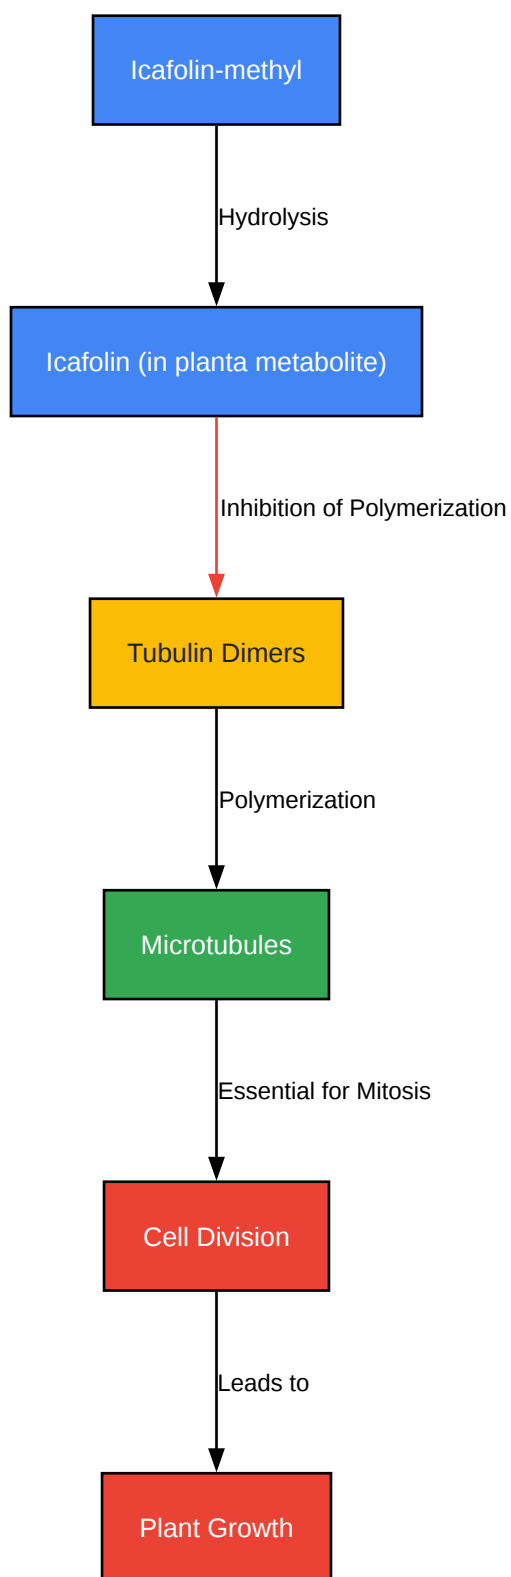 Icafolin-methyl
Hydrolysis
Icafolin (in planta metabolite)
Inhibition of Polymerization
Tubulin Dimers
Polymerization
Microtubules
Essential for Mitosis
Cell Division
Leads to
Plant Growth